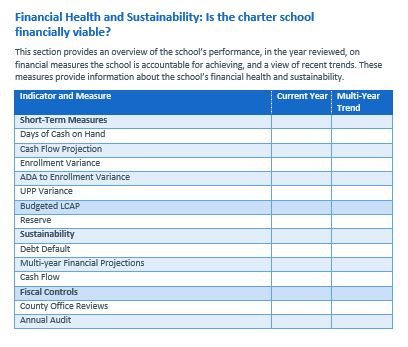 Financial Health and Sustainability: Is the charter school
financially viable?
This section provides an overview of the school's performance, in the year reviewed, on
financial measures the school is accountable for achieving, and a view of recent trends. These
measures provide information about the school's financial health and sustainability.
Indicator and Measure Current Year Multi-Year
Trend
Short-Term Measures
Days of Cash on Hand
Cash Flow Projection
Enrollment Variance
ADA to Enrollment Variance
UPP Variance
Budgeted LCAP
Reserve
Sustainability
Debt Default
Multi-year Financial Projections
Cash Flow
Fiscal Controls
County Office Reviews
Annual Audit